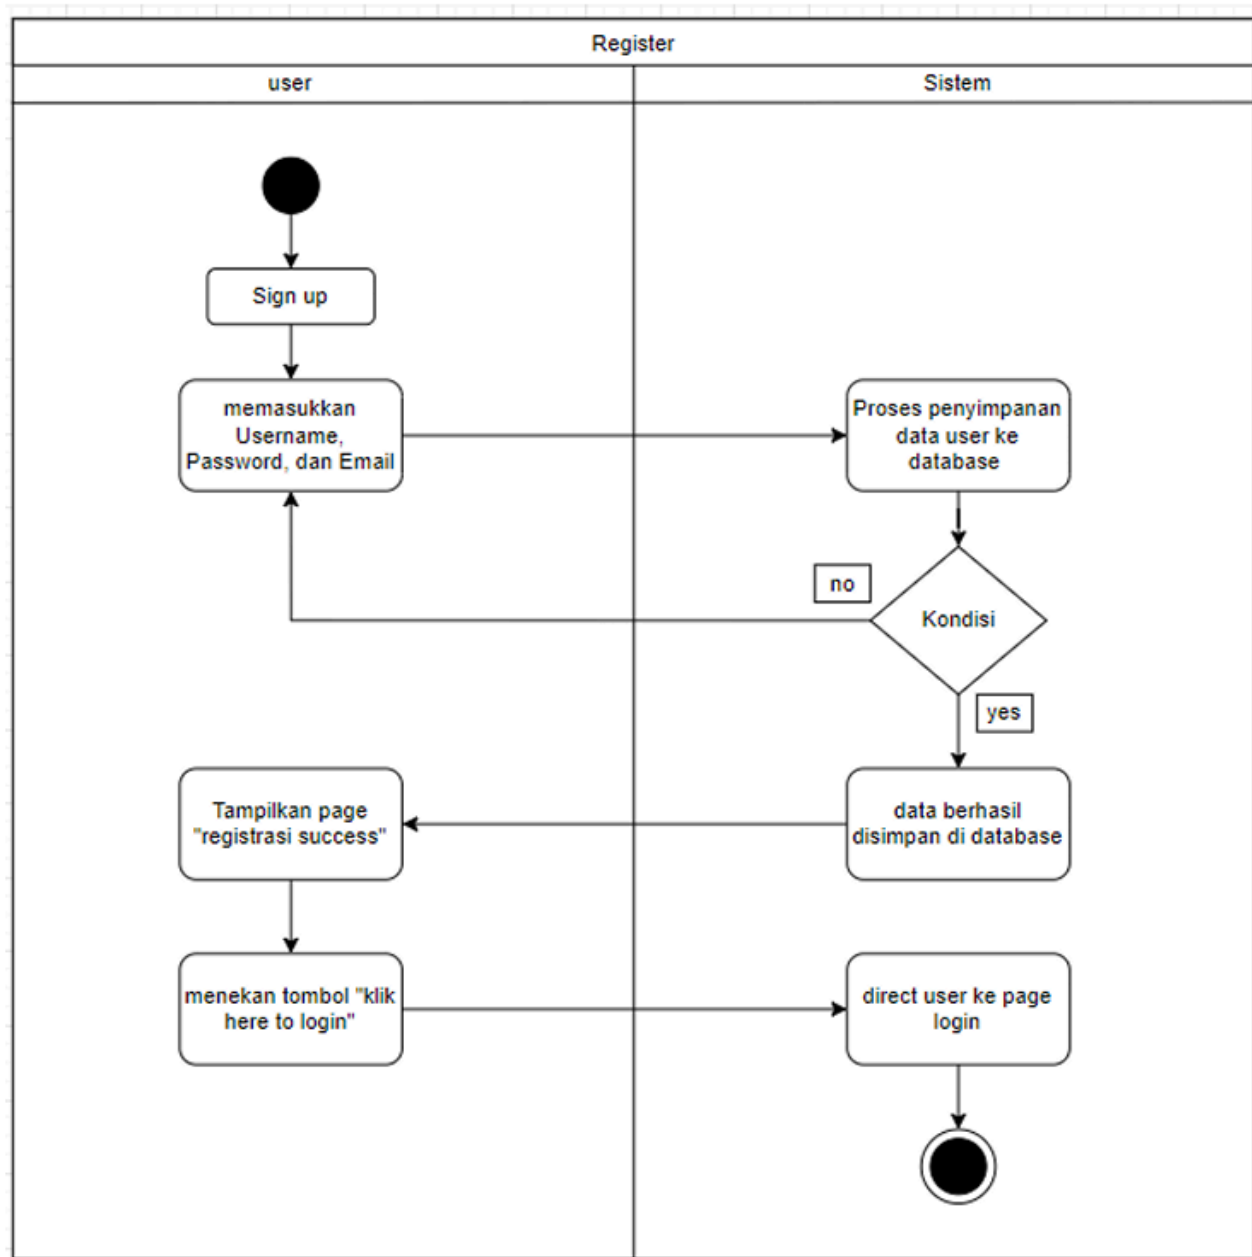 Register
user
Sistem
Sign up
memasukkan
Username,
Password, dan Email
Proses penyimpanan
data user ke
database
no
Kondisi
yes
Tampilkan page
"registrasi success"
data berhasil
disimpan di database
menekan tombol "klik
here to login"
direct user ke page
login